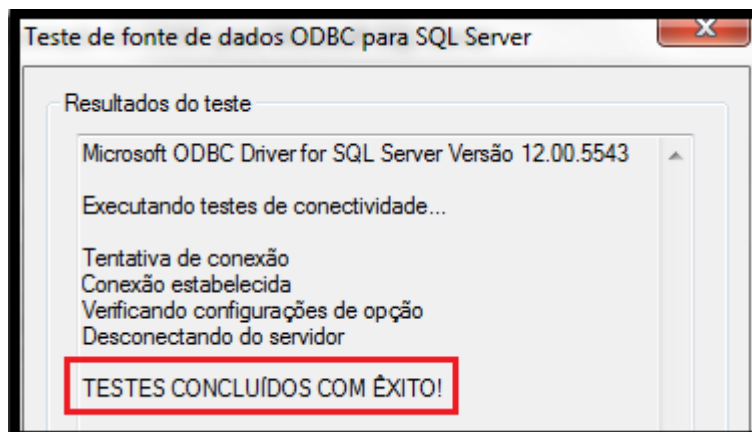 Teste de fonte de dados ODBC para SQL Server
Resultados do teste
Microsoft ODBC Driver for SQL Server Versão 12.00.5543
Executando testes de conectividade...
Tentativa de conexão
Conexão estabelecida
Verificando configurações de opção
Desconectando do servidor
TESTES CONCLUÍDOS COM ÊXITO!